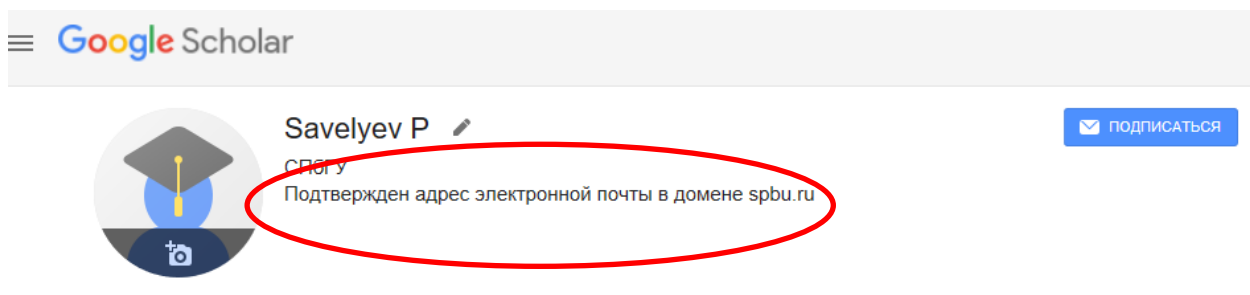 Google Scholar
Savelyev P
ПОДПИСАТЬСЯ
СПбГУ
Подтвержден адрес электронной почты в домене spbu.ru